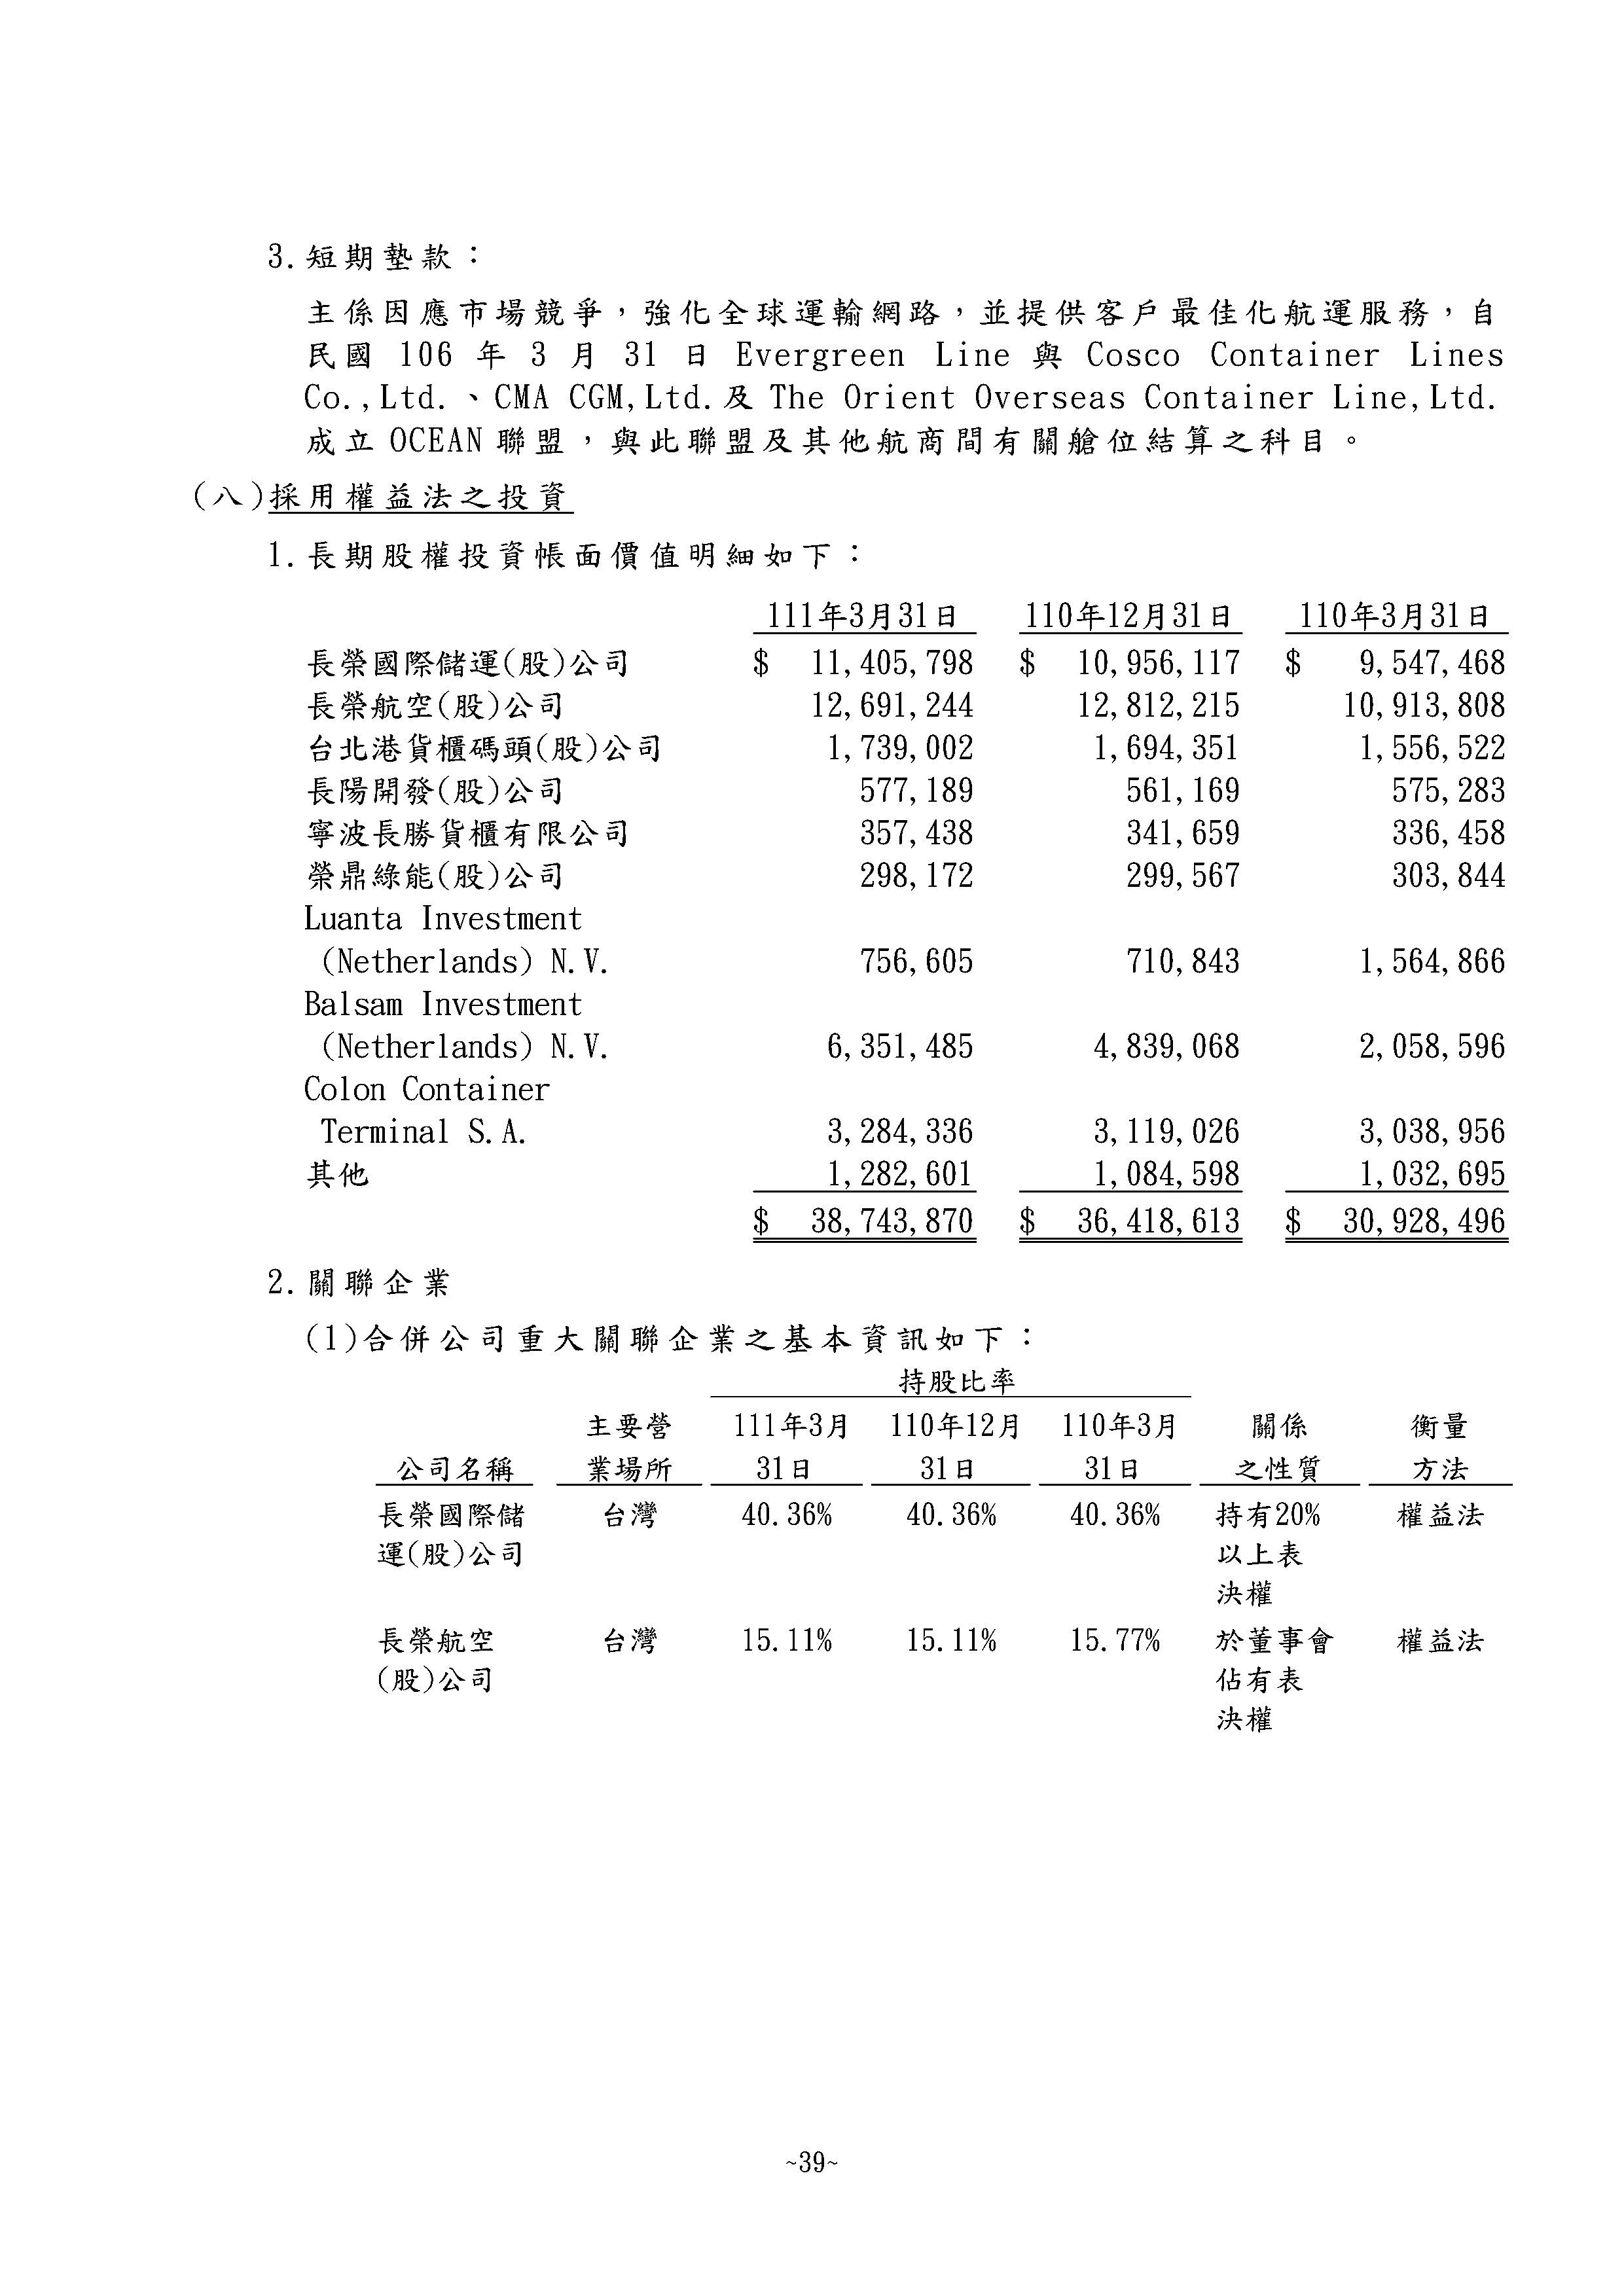 3.短期墊款：
主係因應市場競爭，強化全球運輸網路，並提供客戶最佳化航運服務，自
民國 106 年 3 月 31 日 Evergreen Line 與 Cosco Container Lines
Co.,Ltd.、CMA CGM,Ltd.及 The Orient Overseas Container Line,Ltd.
成立 OCEAN 聯盟，與此聯盟及其他航商間有關艙位結算之科目。
(八)採用權益法之投資
1.長期股權投資帳面價值明細如下：
111年3月31日 110年12月31日 110年3月31日
長榮國際儲運(股)公司 $ 11,405,798 $ 10,956,117 $ 9,547,468
長榮航空(股)公司 12,691,244 12,812,215 10,913,808
台北港貨櫃碼頭(股)公司 1,739,002 1,694,351 1,556,522
長陽開發(股)公司 577,189 561,169 575,283
寧波長勝貨櫃有限公司 357,438 341,659 336,458
榮鼎綠能(股)公司 298,172 299,567 303,844
Luanta Investment
(Netherlands) N.V. 756,605 710,843 1,564,866
Balsam Investment
(Netherlands) N.V. 6,351,485 4,839,068 2,058,596
Colon Container
Terminal S.A. 3,284,336 3,119,026 3,038,956
其他 1,282,601 1,084,598 1,032,695
$ 38,743,870 $ 36,418,613 $ 30,928,496
2.關聯企業
(1)合併公司重大關聯企業之基本資訊如下：
持股比率
主要營 111年3月 110年12月 110年3月 關係 衡量
公司名稱 業場所 31日 31日 31日 之性質 方法
長榮國際儲 台灣 40.36% 40.36% 40.36% 持有20% 權益法
運(股)公司 以上表
決權
長榮航空 台灣 15.11% 15.11% 15.77% 於董事會 權益法
(股)公司 佔有表
決權
~39~